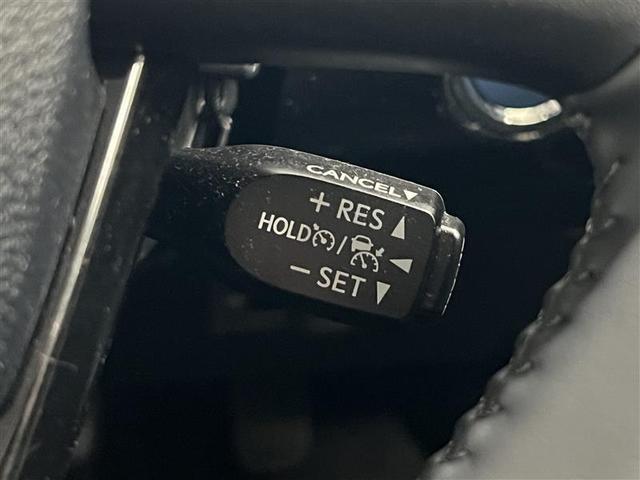 CANCEL▼
+ RES ▲
HOLD / ◀
− SET ▼